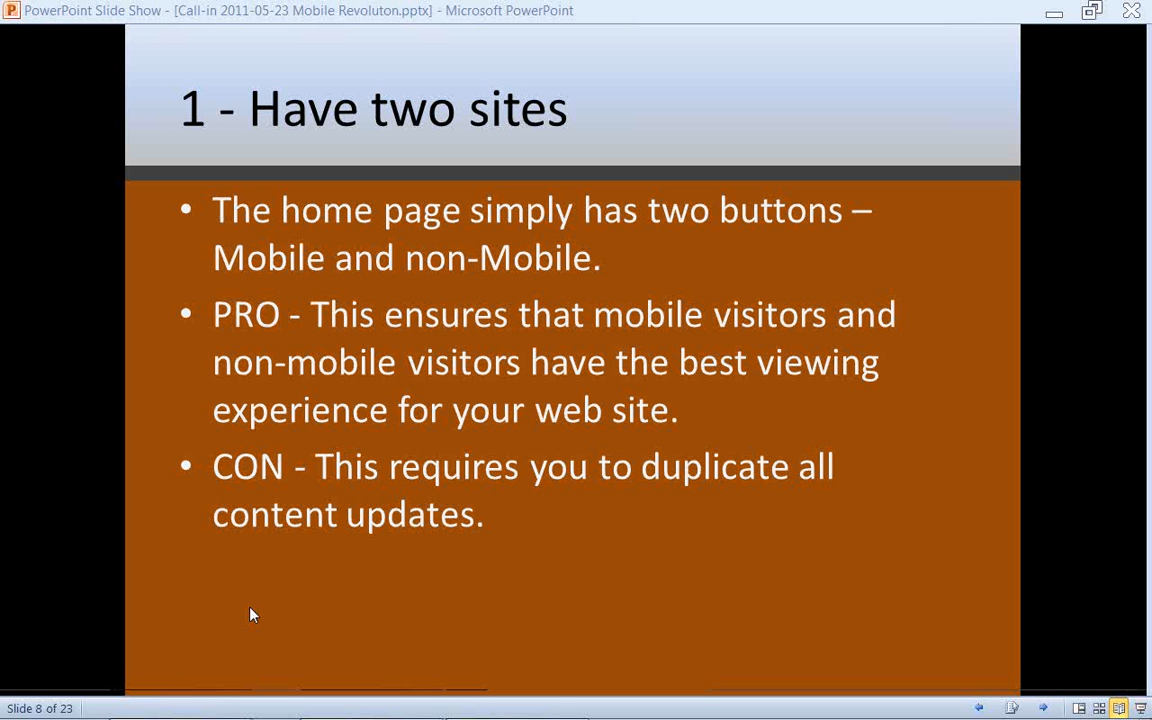 PowerPoint Slide Show - [Call-in 2011-05-23 Mobile Revoluton.pptx] - Microsoft PowerPoint
1 - Have two sites
• The home page simply has two buttons –
Mobile and non-Mobile.
• PRO - This ensures that mobile visitors and
non-mobile visitors have the best viewing
experience for your web site.
• CON - This requires you to duplicate all
content updates.
Slide 8 of 23